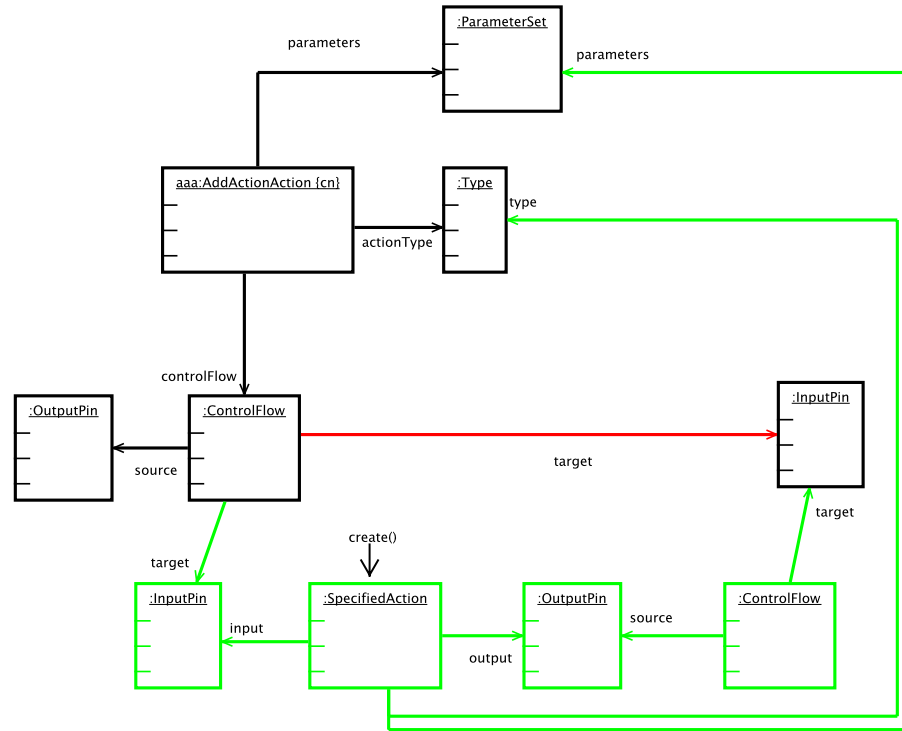 :ParameterSet
parameters
parameters
aaa:AddActionAction {cn}
:Type
type
actionType
controlFlow
:OutputPin
:ControlFlow
:InputPin
source
target
target
create()
target
:InputPin
:SpecifiedAction
:OutputPin
:ControlFlow
input
source
output